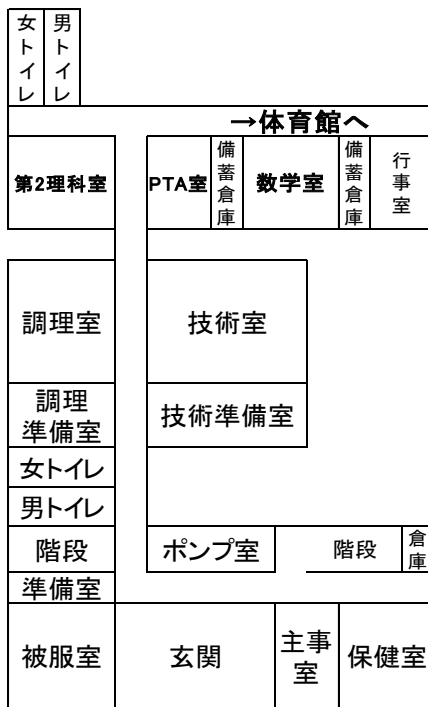 女トイレ
男トイレ
→体育館へ
第2理科室
PTA室
備蓄倉庫
数学室
備蓄倉庫
行事室
調理室
技術室
調理
準備室
技術準備室
女トイレ
男トイレ
階段
ポンプ室
階段
倉庫
準備室
被服室
玄関
主事
室
保健室